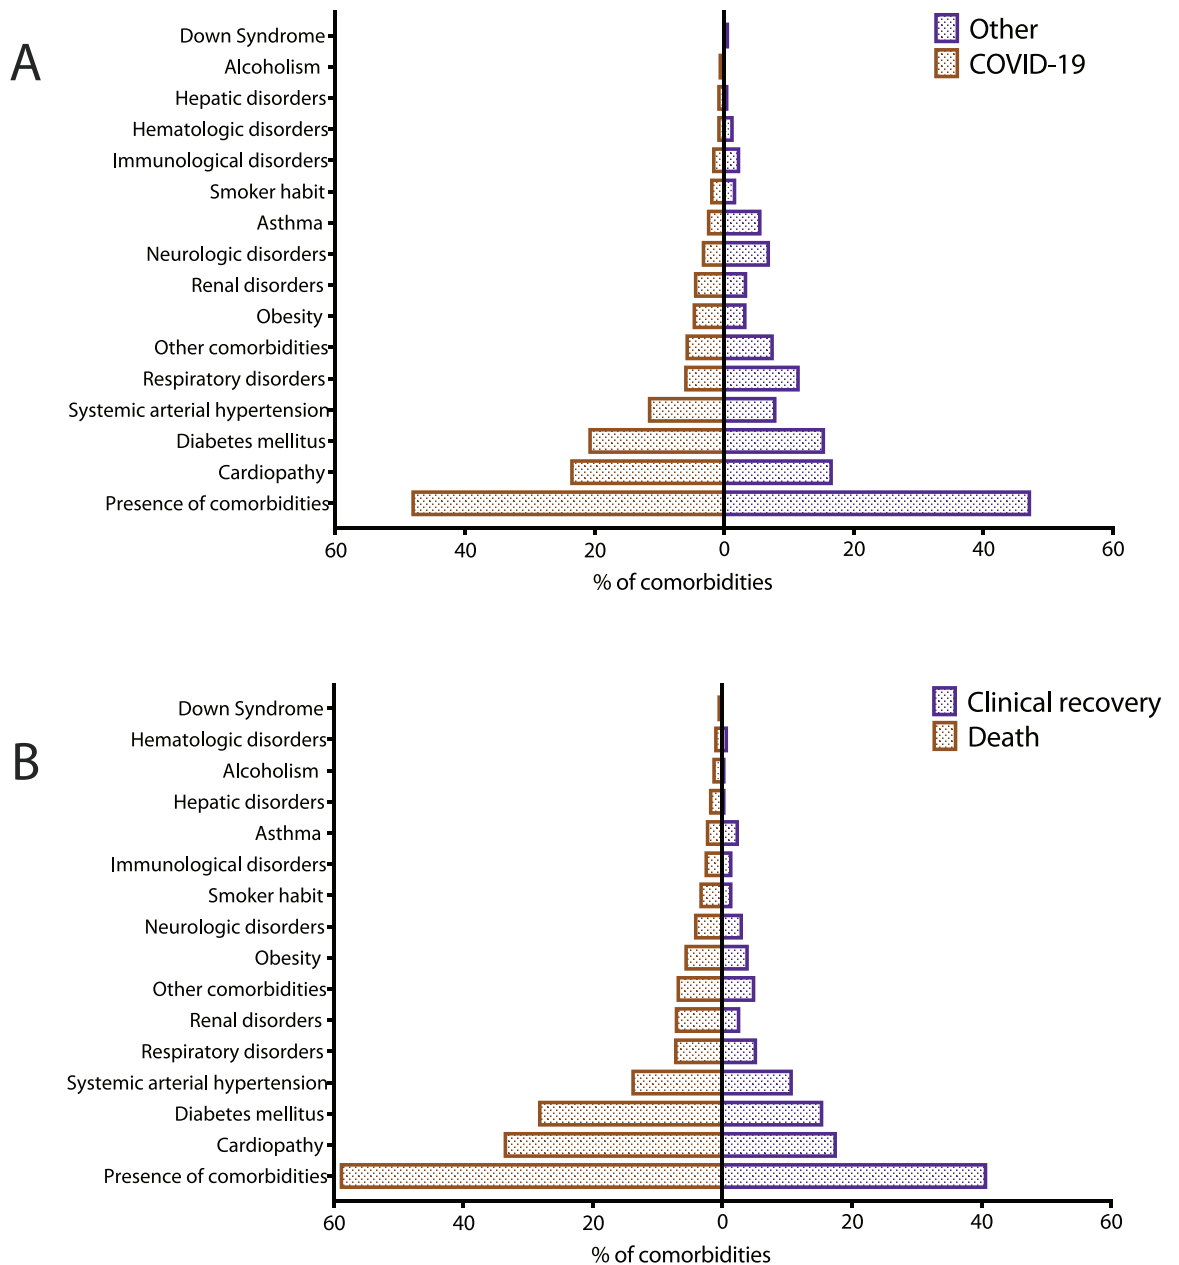 A
Other
COVID-19
Down Syndrome
Alcoholism
Hepatic disorders
Hematologic disorders
Immunological disorders
Smoker habit
Asthma
Neurologic disorders
Renal disorders
Obesity
Other comorbidities
Respiratory disorders
Systemic arterial hypertension
Diabetes mellitus
Cardiopathy
Presence of comorbidities
60 40 20 0 20 40 60
% of comorbidities
B
Clinical recovery
Death
Down Syndrome
Hematologic disorders
Alcoholism
Hepatic disorders
Asthma
Immunological disorders
Smoker habit
Neurologic disorders
Obesity
Other comorbidities
Renal disorders
Respiratory disorders
Systemic arterial hypertension
Diabetes mellitus
Cardiopathy
Presence of comorbidities
60 40 20 0 20 40 60
% of comorbidities